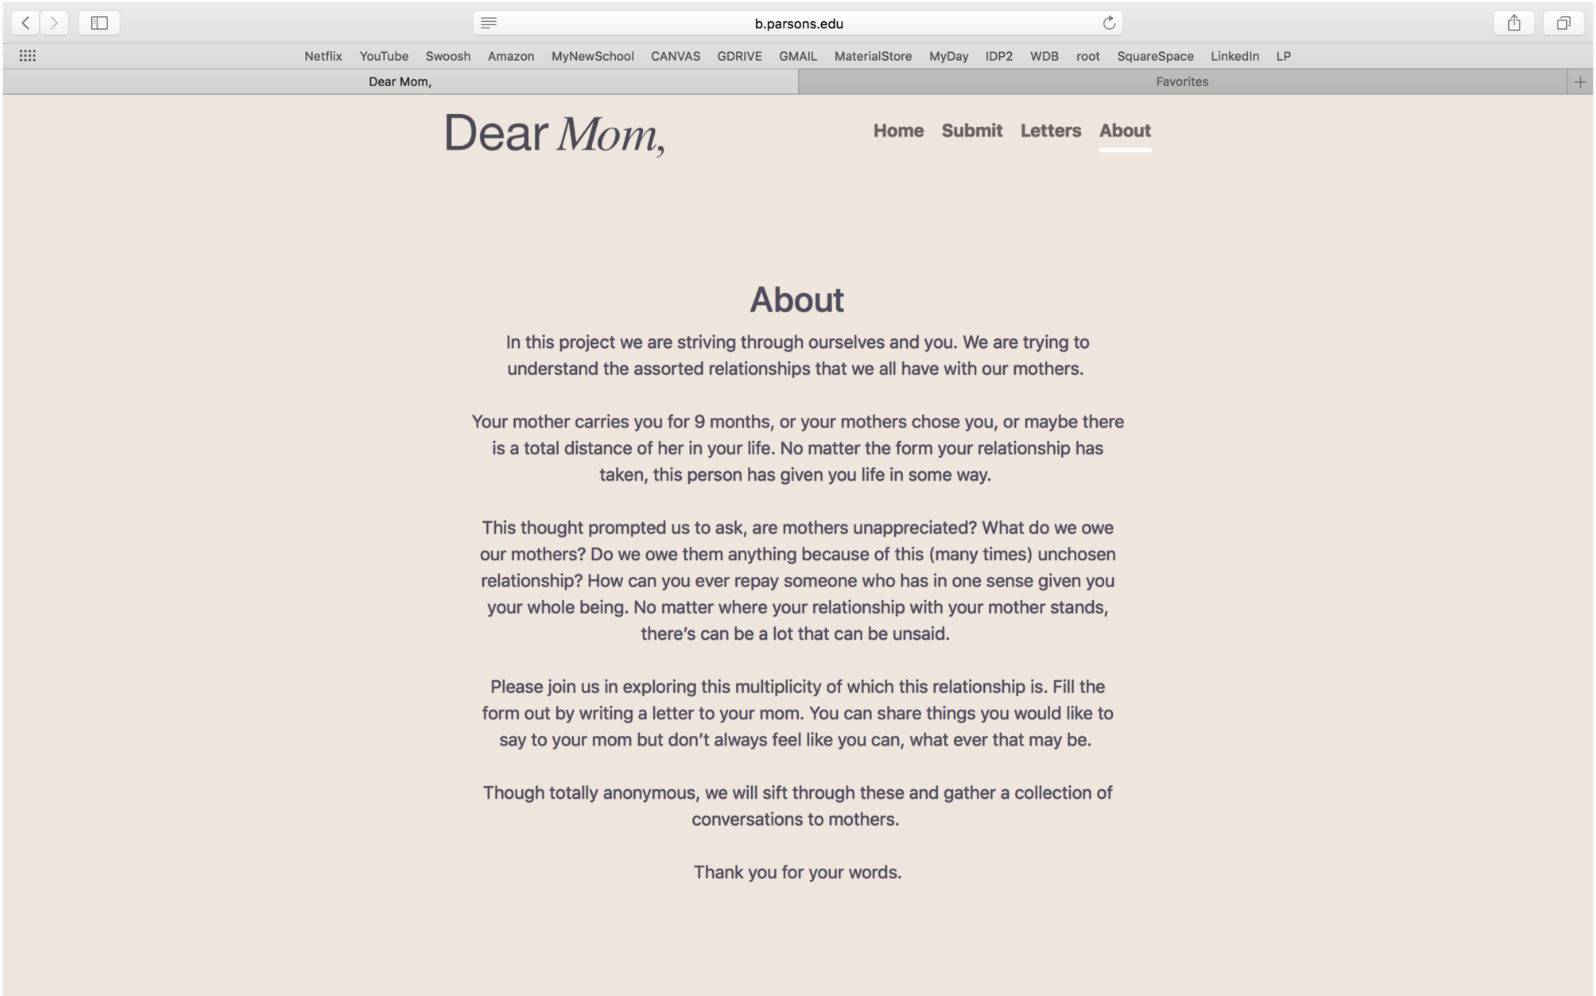 b.parsons.edu
Netflix YouTube Swoosh Amazon MyNewSchool CANVAS GDRIVE GMAIL MaterialStore MyDay IDP2 WDB root SquareSpace LinkedIn LP
Dear Mom, Favorites
Dear Mom, Home Submit Letters About
About
In this project we are striving through ourselves and you. We are trying to
understand the assorted relationships that we all have with our mothers.
Your mother carries you for 9 months, or your mothers chose you, or maybe there
is a total distance of her in your life. No matter the form your relationship has
taken, this person has given you life in some way.
This thought prompted us to ask, are mothers unappreciated? What do we owe
our mothers? Do we owe them anything because of this (many times) unchosen
relationship? How can you ever repay someone who has in one sense given you
your whole being. No matter where your relationship with your mother stands,
there's can be a lot that can be unsaid.
Please join us in exploring this multiplicity of which this relationship is. Fill the
form out by writing a letter to your mom. You can share things you would like to
say to your mom but don't always feel like you can, what ever that may be.
Though totally anonymous, we will sift through these and gather a collection of
conversations to mothers.
Thank you for your words.